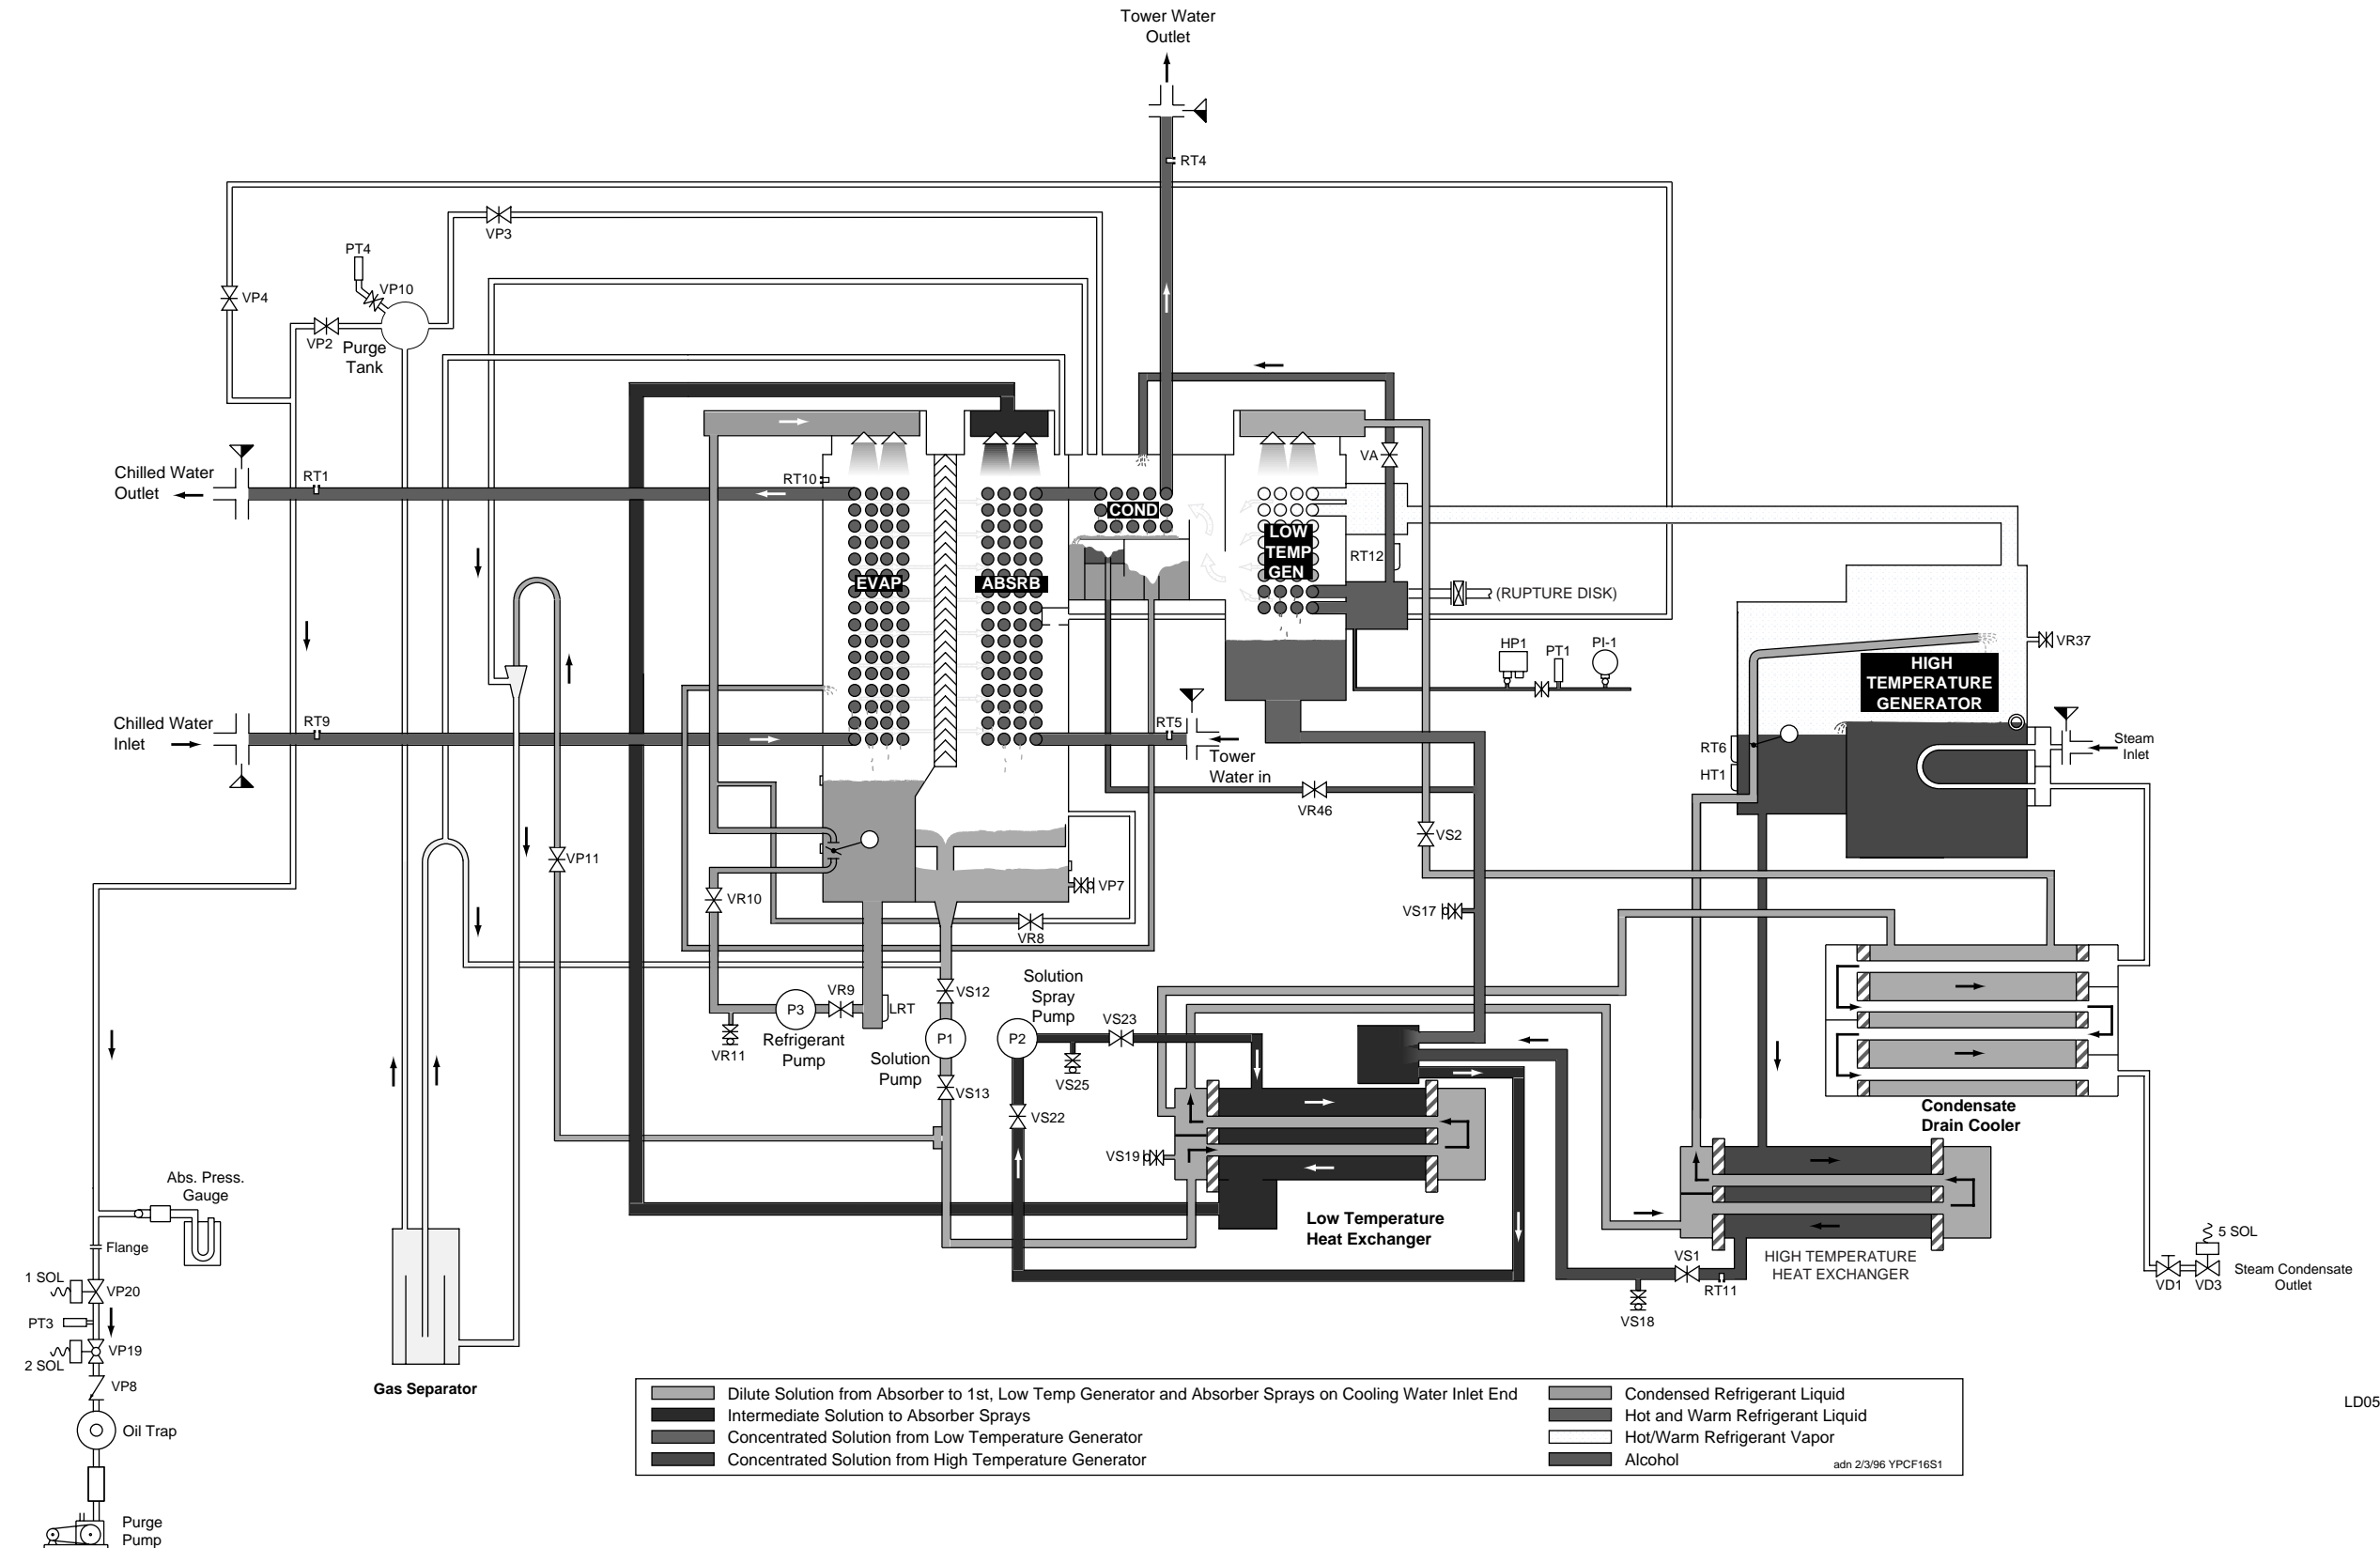 Tower Water
Outlet
RT4
VP3
PT4
VP10
VP4
VP2
Purge
Tank
Chilled Water
Outlet
RT1
RT10
VA
COND
LOW
TEMP
GEN
RT12
EVAP
ABSRB
(RUPTURE DISK)
HP1
PT1
PI-1
VR37
HIGH
TEMPERATURE
GENERATOR
Chilled Water
Inlet
RT9
RT5
Tower
Water in
RT6
HT1
Steam
Inlet
VR46
VS2
VP11
VP7
VR10
VS17
VR8
Solution
Spray
Pump
VR9
VS12
LRT
P3
Refrigerant
Pump
VR11
P1
Solution
Pump
P2
VS23
VS25
VS13
VS22
VS19
Condensate
Drain Cooler
Abs. Press.
Gauge
Low Temperature
Heat Exchanger
Flange
HIGH TEMPERATURE
HEAT EXCHANGER
VS1
RT11
VS18
5 SOL
VD1
VD3
Steam Condensate
Outlet
1 SOL
VP20
PT3
VP19
2 SOL
VP8
Gas Separator
Oil Trap
Purge
Pump
Dilute Solution from Absorber to 1st, Low Temp Generator and Absorber Sprays on Cooling Water Inlet End
Intermediate Solution to Absorber Sprays
Concentrated Solution from Low Temperature Generator
Concentrated Solution from High Temperature Generator
Condensed Refrigerant Liquid
Hot and Warm Refrigerant Liquid
Hot/Warm Refrigerant Vapor
Alcohol
adn 2/3/96 YPCF16S1
LD05